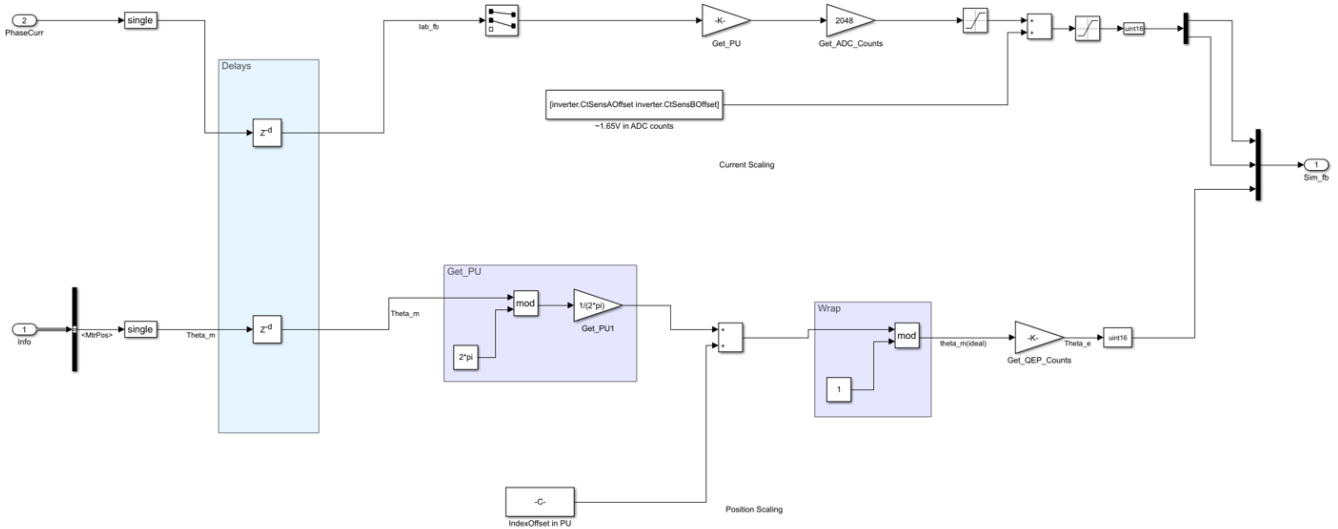 2
PhaseCurr
single
Iab_fb
-K-
Get_PU
2048
Get_ADC_Counts
uint16
Delays
Z-d
[inverter.CtSensAOffset inverter.CtSensBOffset]
~1.65V in ADC counts
Current Scaling
1
Sim_fb
1
Info
<MtrPos>
single
Theta_m
Z-d
Theta_m
Get_PU
mod
2*pi
1/(2*pi)
Get_PU1
+
+
+
+
Wrap
mod
1
theta_m(ideal)
-K-
Get_QEP_Counts
Theta_e
uint16
-C-
IndexOffset in PU
Position Scaling